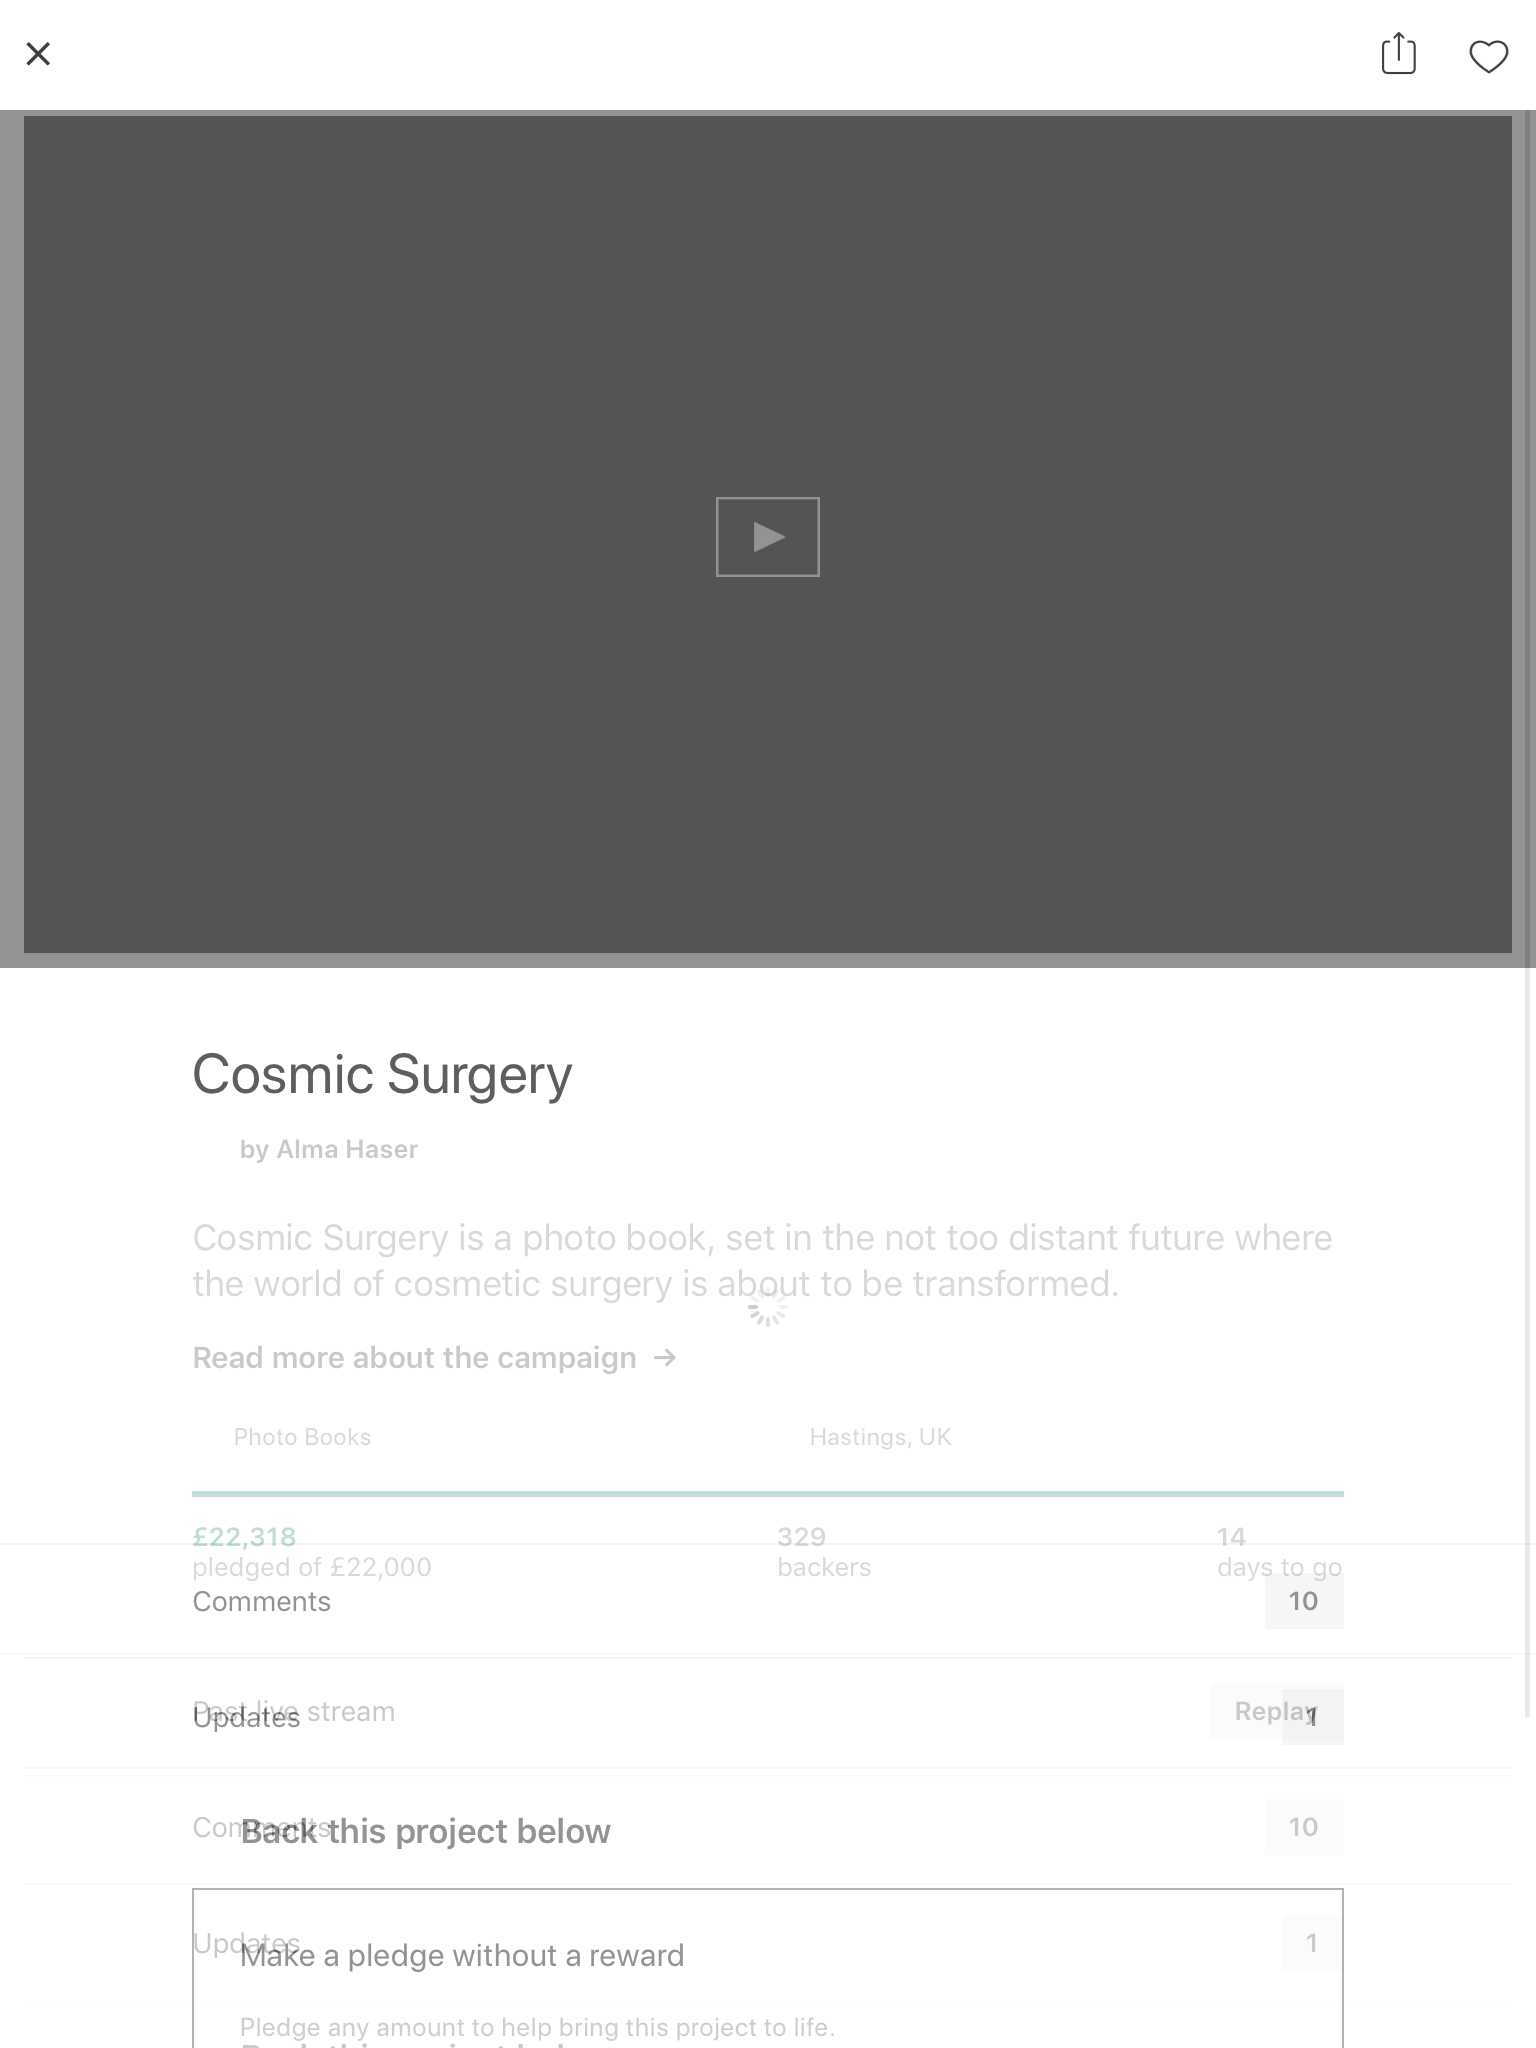 Cosmic Surgery
by Alma Haser
Cosmic Surgery is a photo book, set in the not too distant future where
the world of cosmetic surgery is about to be transformed.
Read more about the campaign →
Photo Books
Hastings, UK
£22,318
pledged of £22,000
329
backers
14
days to go
Comments
10
Past live stream
Replay
Updates
1
Comments
10
Back this project below
Updates
1
Make a pledge without a reward
Pledge any amount to help bring this project to life.
Back this project below